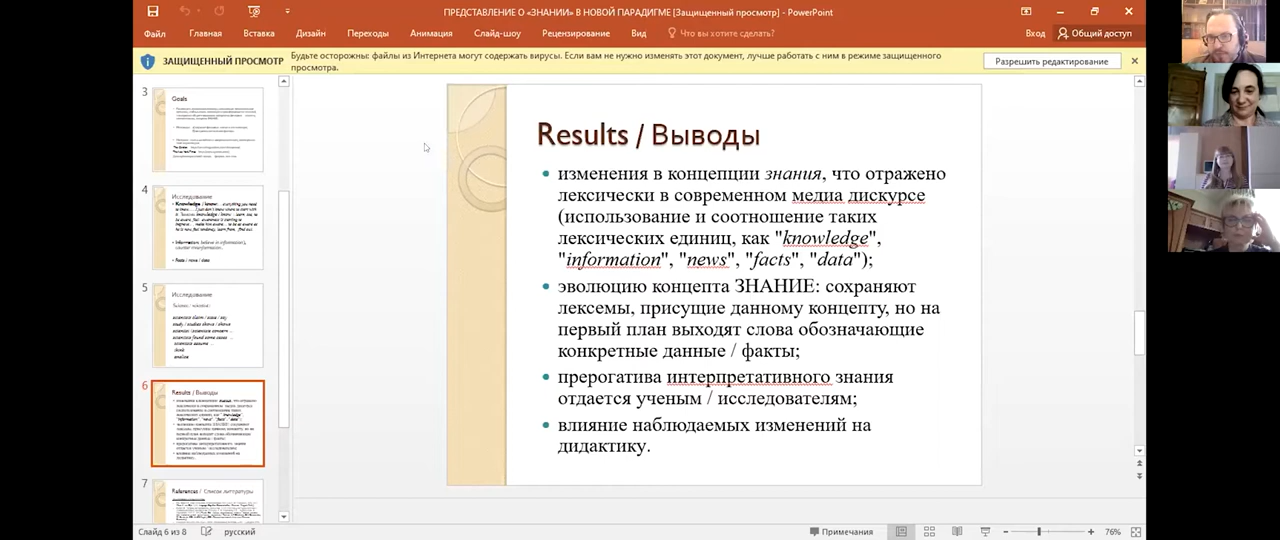 ПРЕДСТАВЛЕНИЕ О «ЗНАНИИ» В НОВОЙ ПАРАДИГМЕ [Защищенный просмотр] - PowerPoint
Файл Главная Вставка Дизайн Переходы Анимация Слайд-шоу Рецензирование Вид Что вы хотите сделать? Вход Общий доступ
ЗАЩИЩЕННЫЙ ПРОСМОТР
Будьте осторожны: файлы из Интернета могут содержать вирусы. Если вам не нужно изменять этот документ, лучше работать с ним в режиме защищенного
просмотра.
Разрешить редактирование
3
Goals
4
Исследование
5
Исследование
6
Results / Выводы
7
References / Список литературы
Results / Выводы
изменения в концепции знания, что отражено
лексикой в современном медиа дискурсе
(использование и соотношение таких
лексических единиц, как "knowledge",
"information", "news", "facts", "data");
эволюцию концепта ЗНАНИЕ: сохраняют
лексемы, присущие данному концепту, но на
первый план выходят слова обозначающие
конкретные данные / факты;
прерогатива интерпретативного знания
отдается ученым / исследователям;
влияние наблюдаемых изменений на
дидактику.
Слайд 6 из 8 русский Примечания 76%